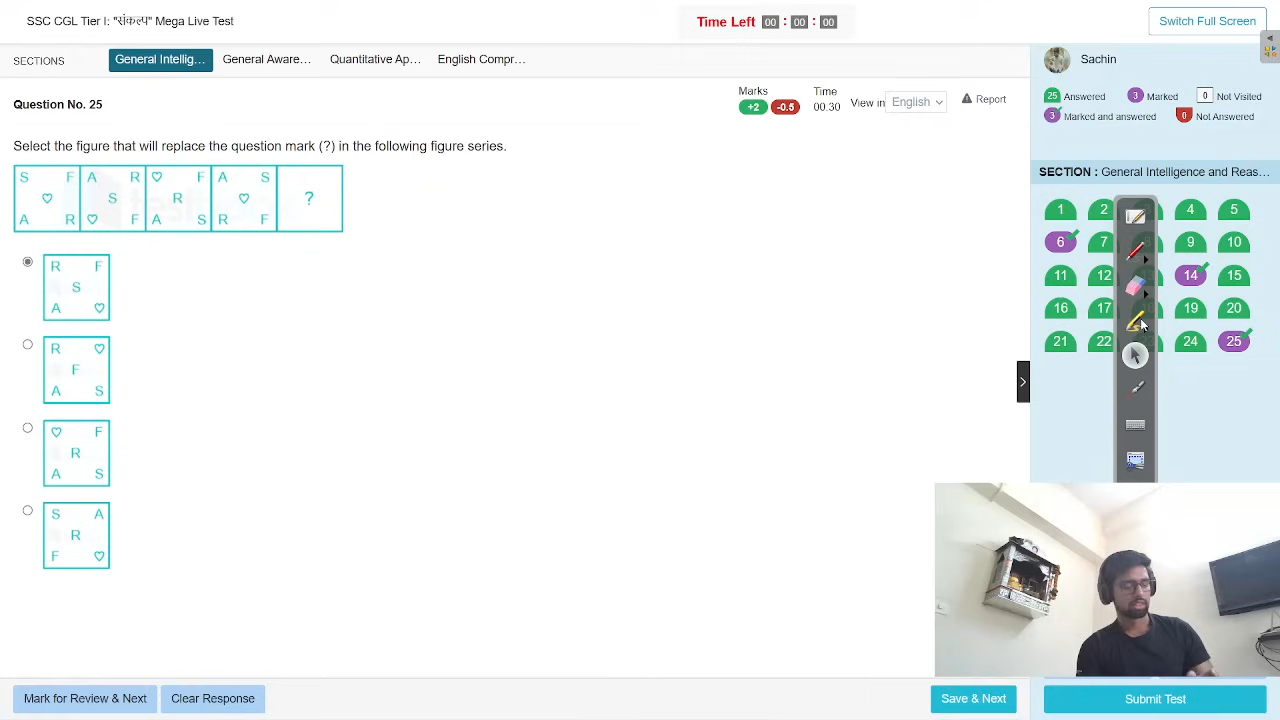 SSC CGL Tier I: "संकल्प" Mega Live Test
Time Left 00 : 00 : 00
Switch Full Screen
SECTIONS
General Intellig...
General Aware...
Quantitative Ap...
English Compr...
Sachin
Question No. 25
Marks
+2 -0.5
Time
00.30
View in English
Report
25 Answered
3 Marked
0 Not Visited
3 Marked and answered
0 Not Answered
Select the figure that will replace the question mark (?) in the following figure series.
SECTION : General Intelligence and Reas...
S F A R ♡ F A S
♡ S R ♡ ?
A R ♡ F A S R F
R F
S
A ♡
R ♡
F
A S
♡ F
R
A S
S A
R
F ♡
1 2 4 5
6 7 9 10
11 12 14 15
16 17 19 20
21 22 24 25
Mark for Review & Next
Clear Response
Save & Next
Submit Test